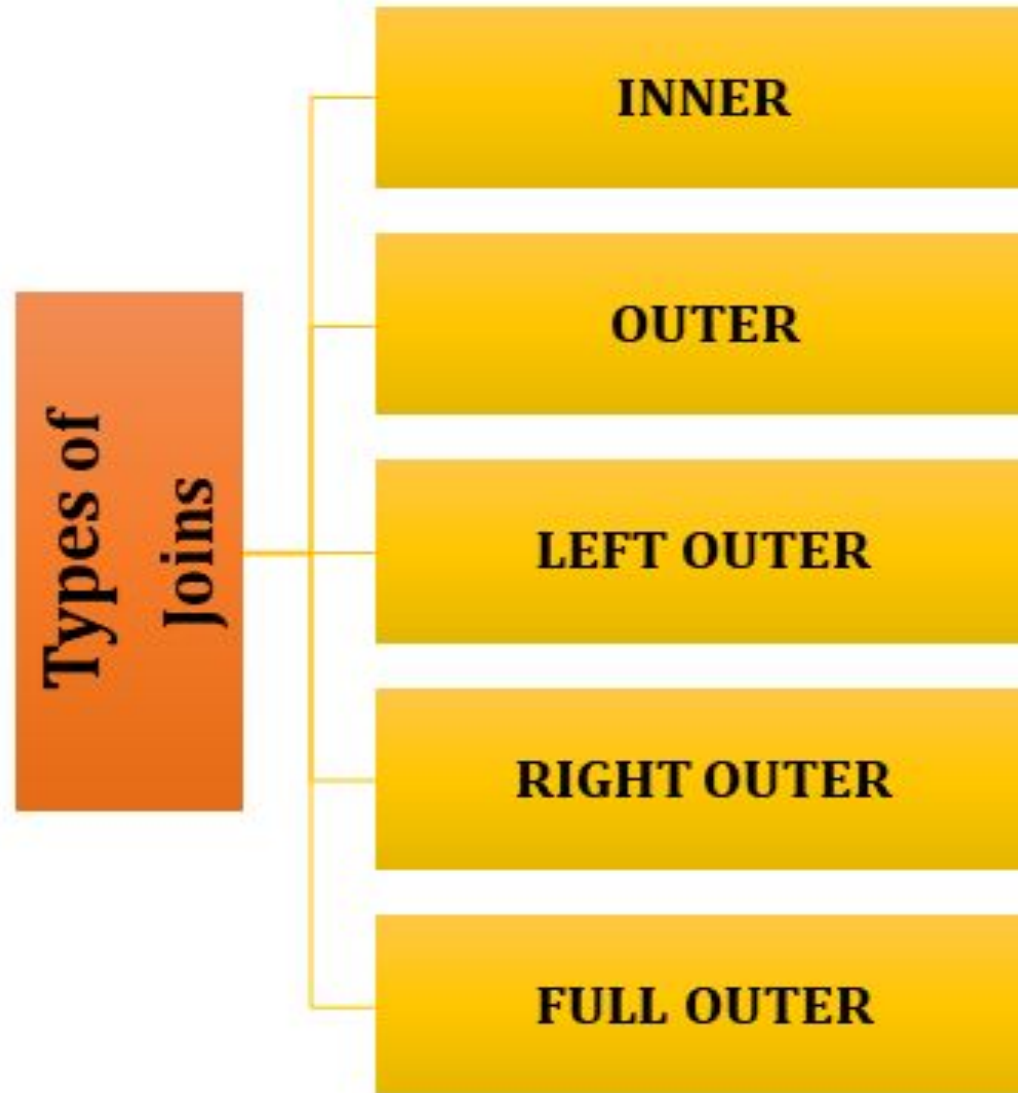 Types of
Joins
INNER
OUTER
LEFT OUTER
RIGHT OUTER
FULL OUTER